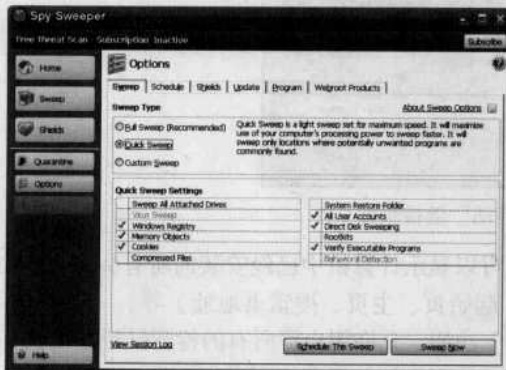 Spy Sweeper
Free Threat Scan Subscription: Inactive
Subscribe
Home
Sweep
Shields
Quarantine
Options
Help
Options
Sweep Schedule Shields Update Program Webroot Products
Sweep Type
About Sweep Options
Full Sweep (Recommended)
Quick Sweep
Custom Sweep
Quick Sweep is a light sweep set for maximum speed. It will maximize
use of your computer's processing power to sweep faster. It will
sweep only locations where potentially unwanted programs are
commonly found.
Quick Sweep Settings
Sweep All Attached Drives
Virus Sweep
Windows Registry
Memory Objects
Cookies
Compressed Files
System Restore Folder
All User Accounts
Direct Disk Sweeping
Rootkits
Verify Executable Programs
Behavioral Detection
View Session Log
Schedule This Sweep
Sweep Now